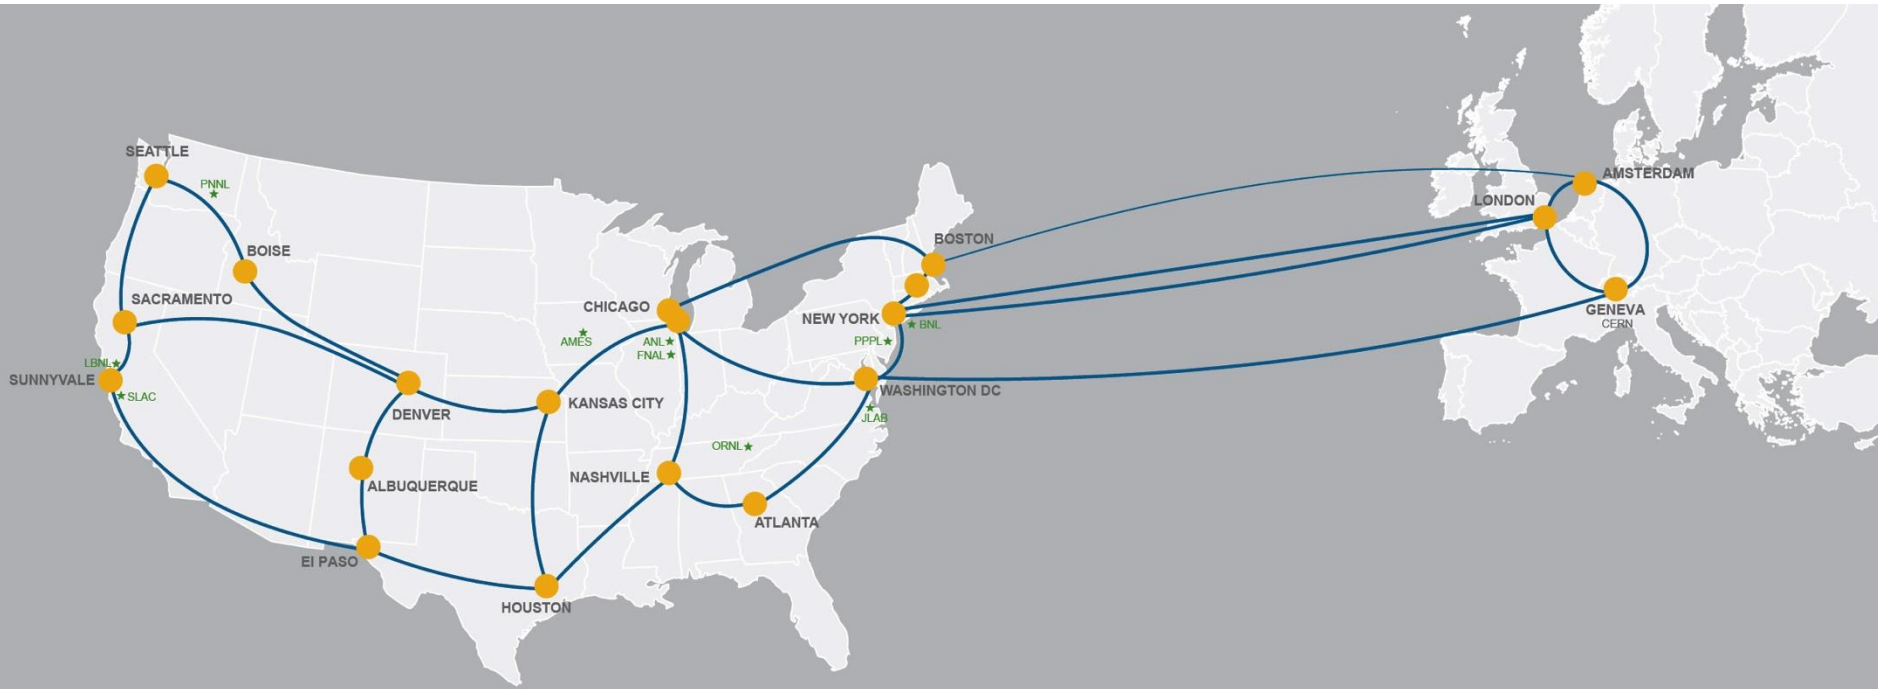 SEATTLE
PNNL
AMSTERDAM
LONDON
BOSTON
BOISE
SACRAMENTO
CHICAGO
NEW YORK
BNL
GENEVA
CERN
AMES
ANL
PPPL
FNAL
LBNL
SUNNYVALE
SLAC
WASHINGTON DC
DENVER
KANSAS CITY
JLAB
ORNL
NASHVILLE
ALBUQUERQUE
ATLANTA
El PASO
HOUSTON